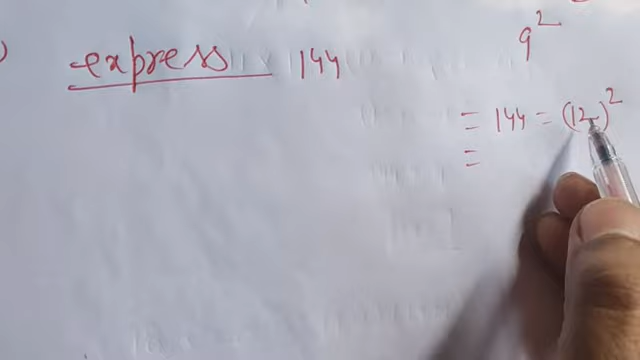 )
express 144
9²
= 144 = (12)²
=